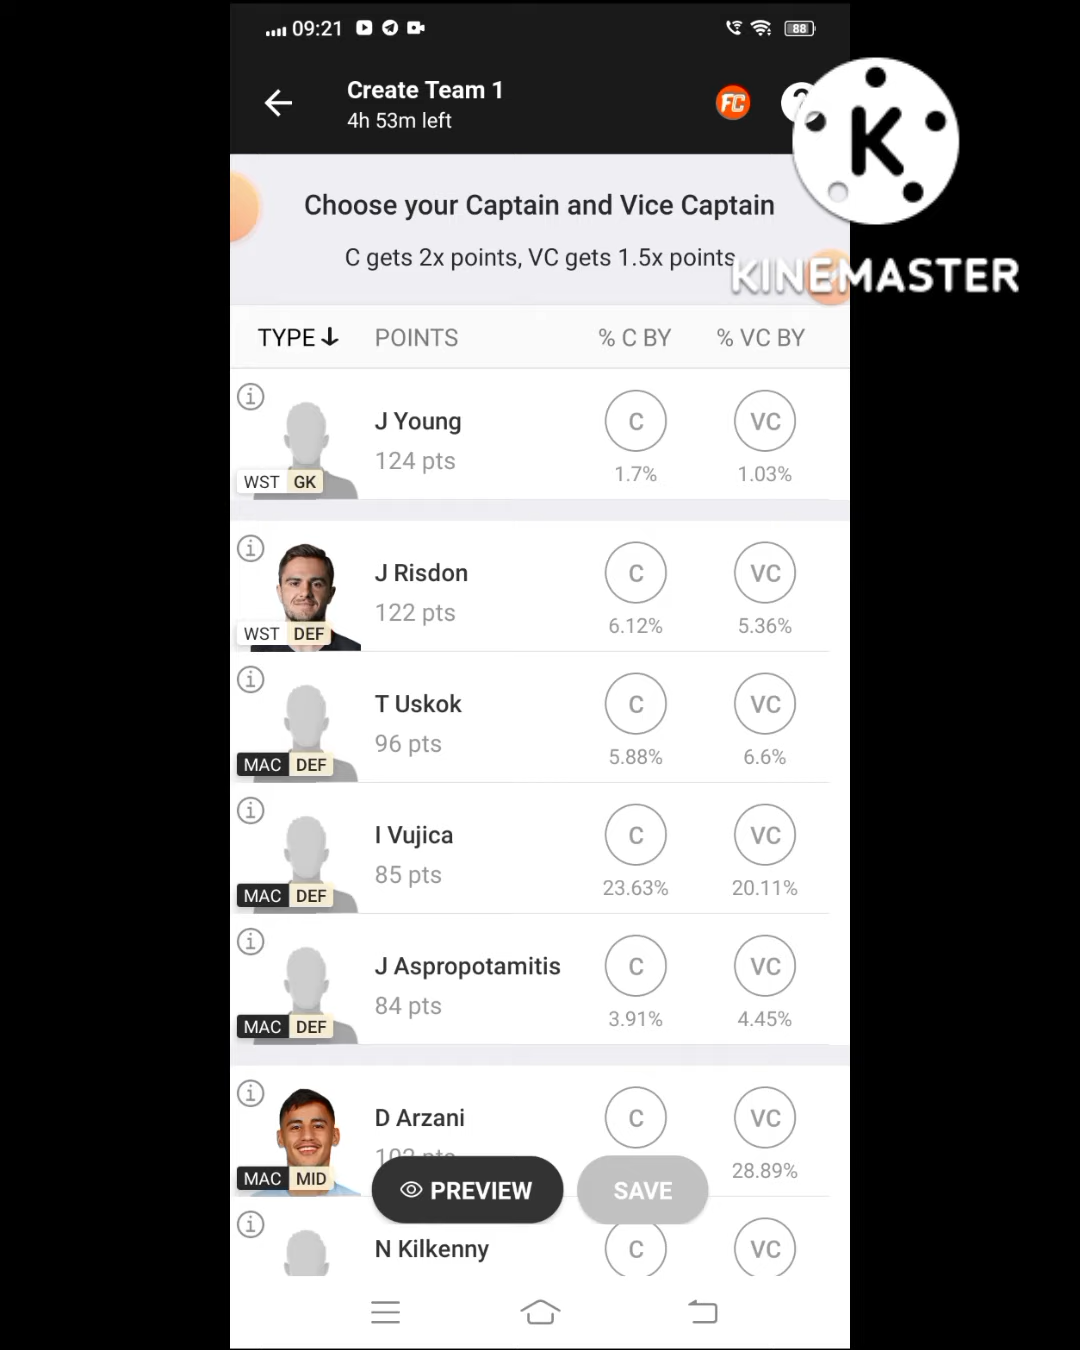 09:21
88
Create Team 1
4h 53m left
FC
K
KINEMASTER
Choose your Captain and Vice Captain
C gets 2x points, VC gets 1.5x points
TYPE POINTS % C BY % VC BY
J Young
124 pts
WST GK
C
1.7%
VC
1.03%
J Risdon
122 pts
WST DEF
C
6.12%
VC
5.36%
T Uskok
96 pts
MAC DEF
C
5.88%
VC
6.6%
I Vujica
85 pts
MAC DEF
C
23.63%
VC
20.11%
J Aspropotamitis
84 pts
MAC DEF
C
3.91%
VC
4.45%
D Arzani
MAC MID
C
VC
28.89%
PREVIEW
SAVE
N Kilkenny
C
VC